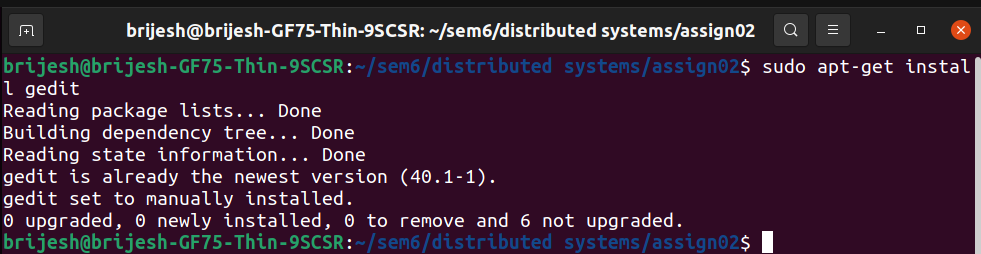 brijesh@brijesh-GF75-Thin-9SCSR: ~/sem6/distributed systems/assign02
brijesh@brijesh-GF75-Thin-9SCSR:~/sem6/distributed systems/assign02$ sudo apt-get instal
l gedit
Reading package lists... Done
Building dependency tree... Done
Reading state information... Done
gedit is already the newest version (40.1-1).
gedit set to manually installed.
0 upgraded, 0 newly installed, 0 to remove and 6 not upgraded.
brijesh@brijesh-GF75-Thin-9SCSR:~/sem6/distributed systems/assign02$